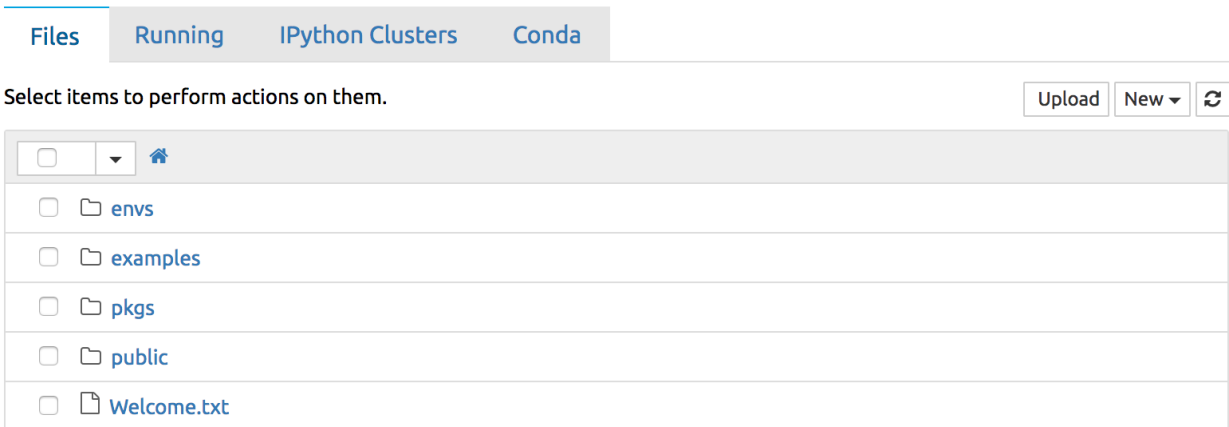 Files Running IPython Clusters Conda
Select items to perform actions on them. Upload New
envs
examples
pkgs
public
Welcome.txt